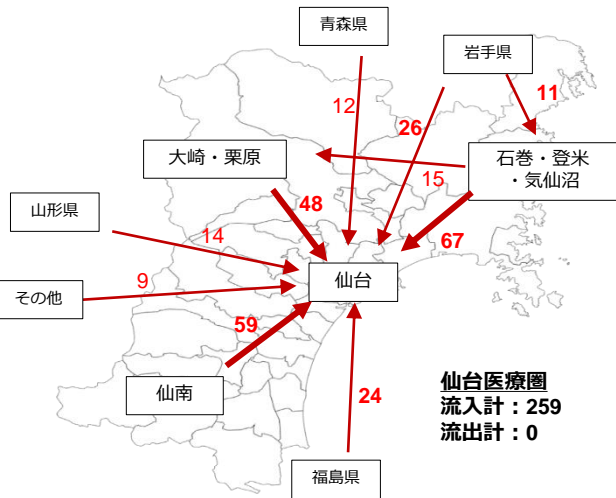 青森県
岩手県
12
26
11
大崎・栗原
石巻・登米
・気仙沼
15
48
67
山形県
14
仙台
その他
9
59
仙南
24
福島県
仙台医療圏
流入計：259
流出計：0